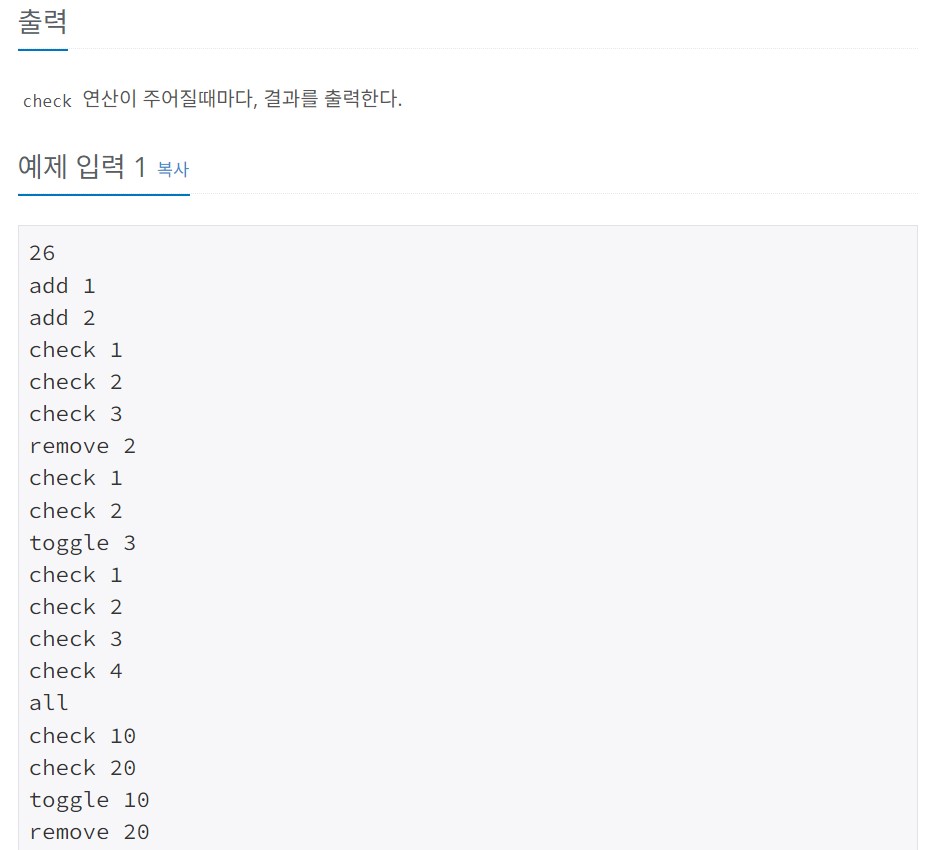 출력
check 연산이 주어질때마다, 결과를 출력한다.
예제 입력 1 복사
26
add 1
add 2
check 1
check 2
check 3
remove 2
check 1
check 2
toggle 3
check 1
check 2
check 3
check 4
all
check 10
check 20
toggle 10
remove 20